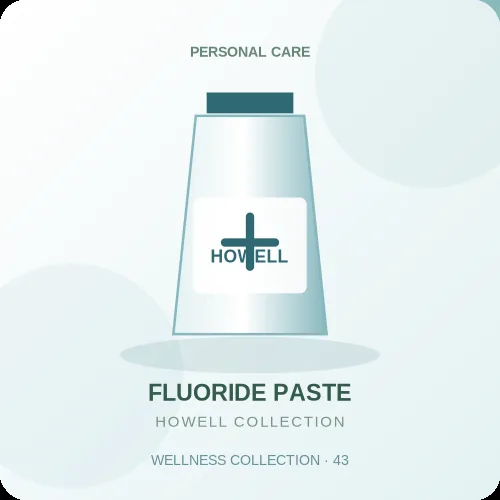 PERSONAL CARE
HOWELL
FLUORIDE PASTE
HOWELL COLLECTION
WELLNESS COLLECTION · 43